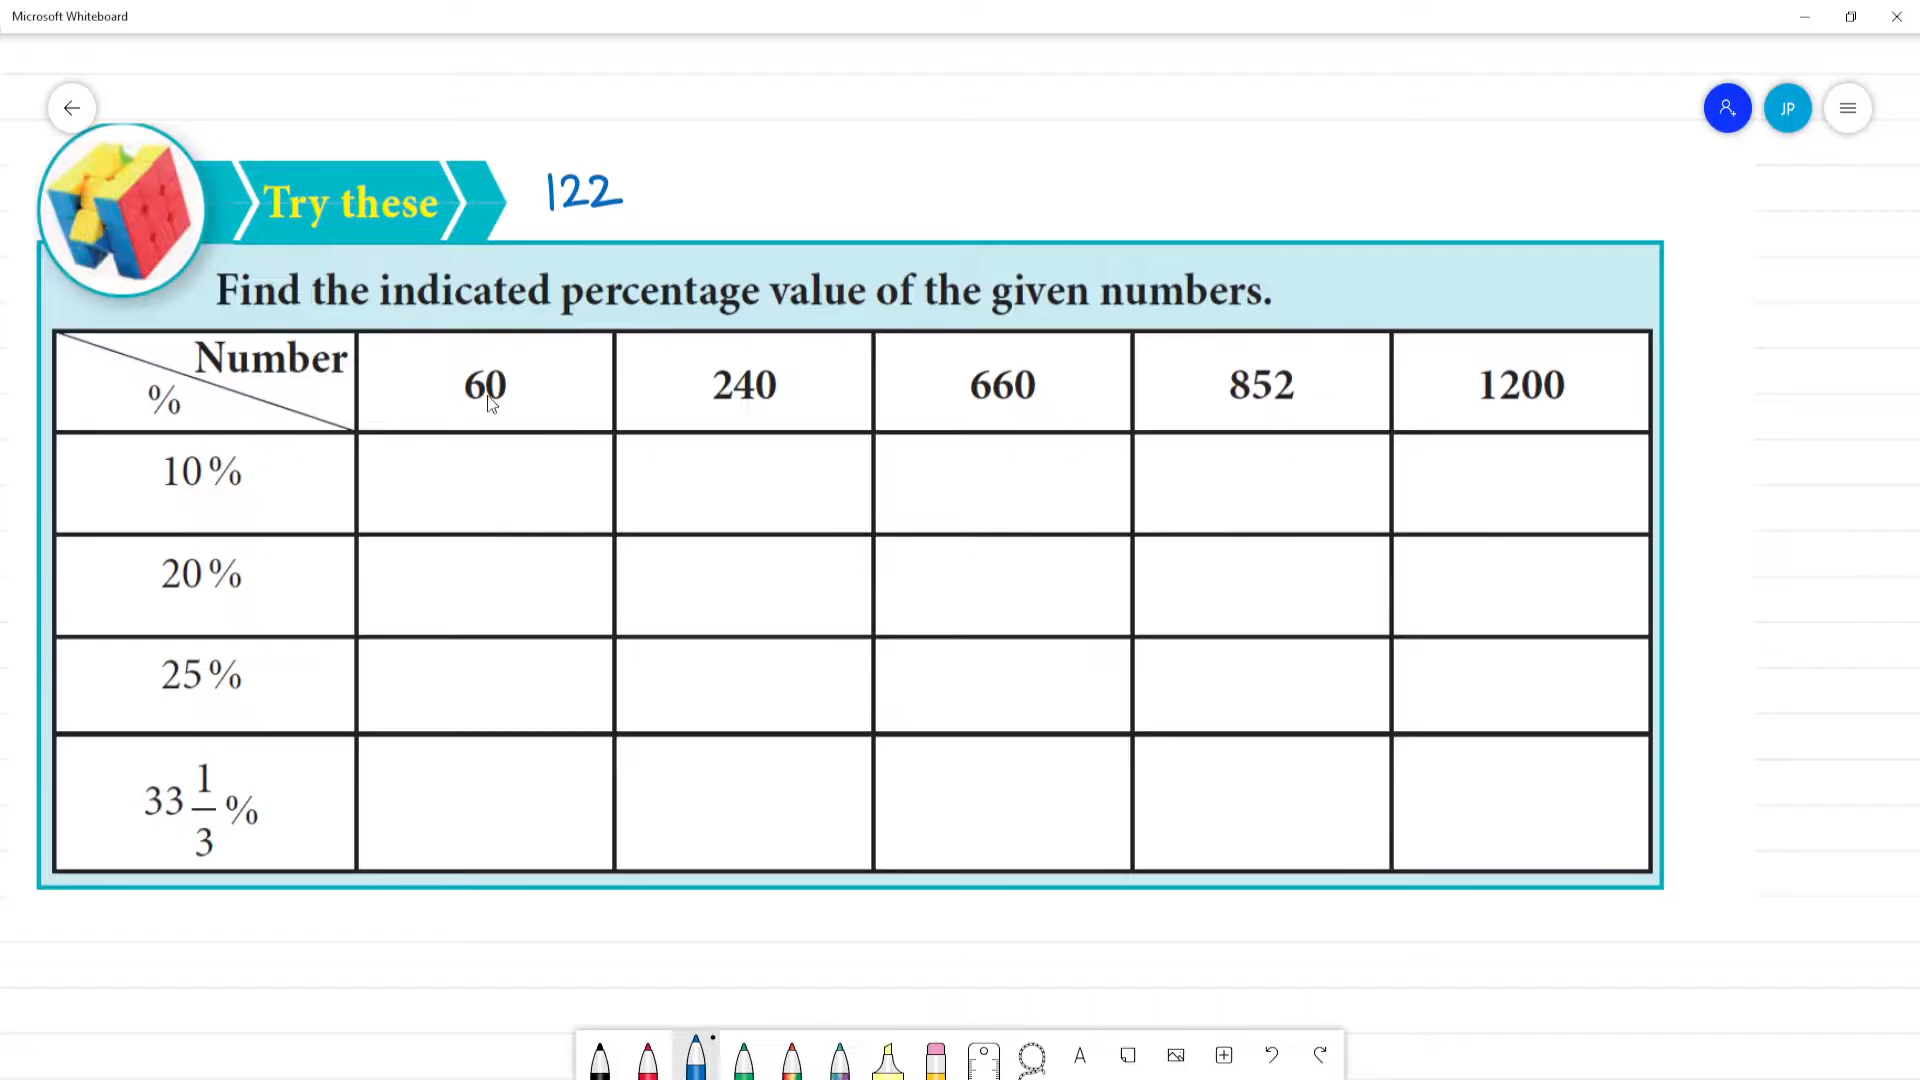 Microsoft Whiteboard
JP
Try these 122
Find the indicated percentage value of the given numbers.
Number
% 60 240 660 852 1200
10%
20%
25%
33 1/3 %
A